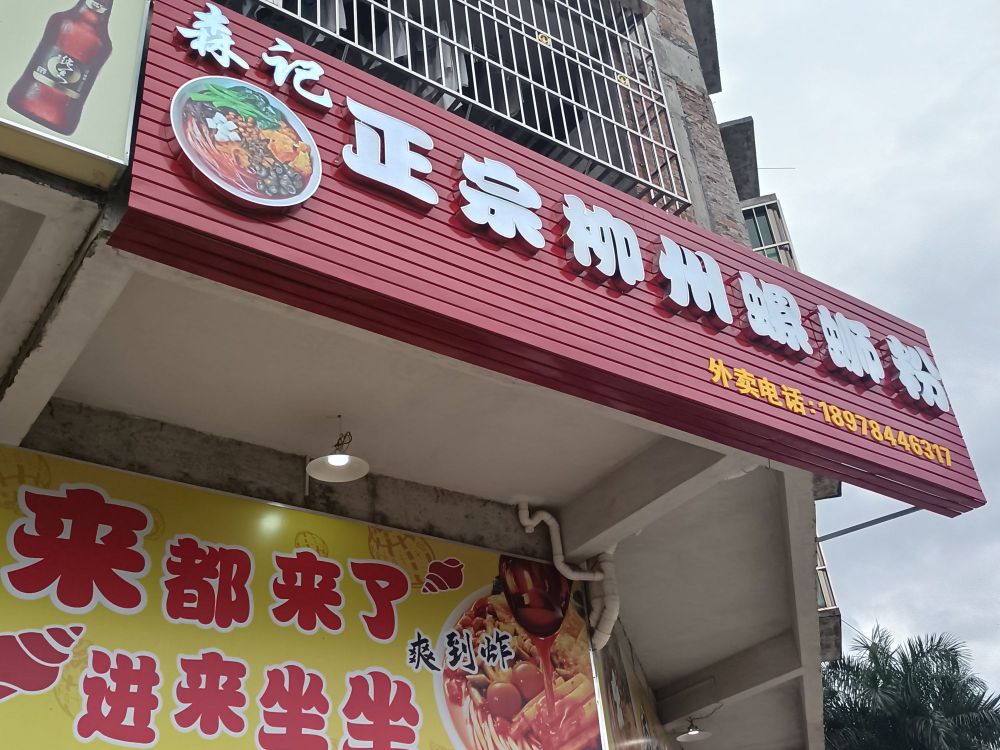 森记
正宗柳州螺蛳粉
外卖电话:18978446317
来都来了
进来坐坐
爽到炸